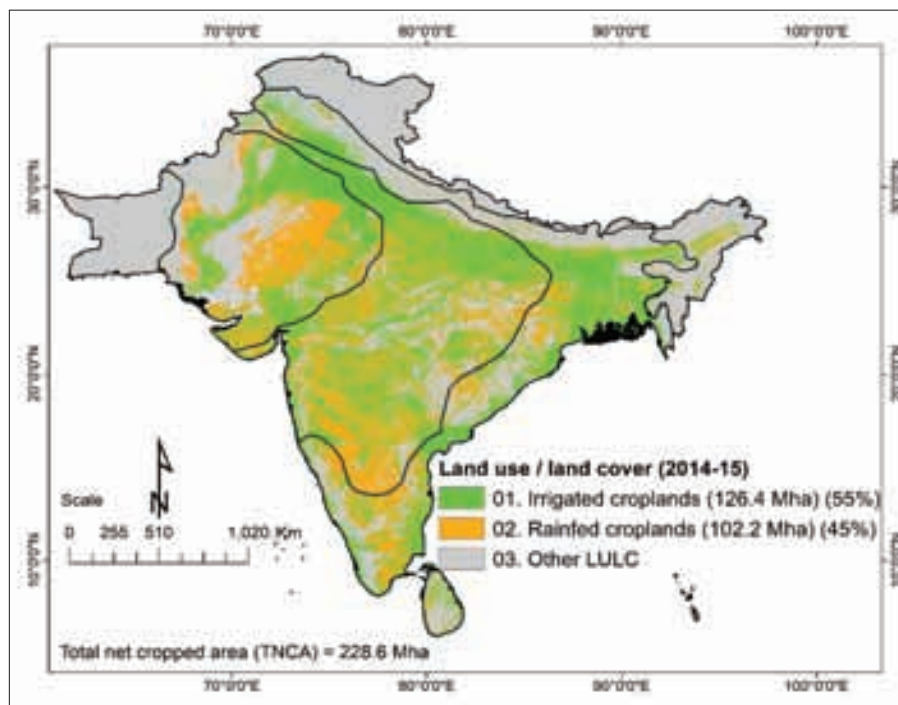 70°0'0"E 80°0'0"E 90°0'0"E 100°0'0"E
30°0'0"N
20°0'0"N
10°0'0"N
N
Scale
0 255 510 1,020 Km
Land use / land cover (2014-15)
01. Irrigated croplands (126.4 Mha) (55%)
02. Rainfed croplands (102.2 Mha) (45%)
03. Other LULC
Total net cropped area (TNCA) = 228.6 Mha
70°0'0"E 80°0'0"E 90°0'0"E 100°0'0"E